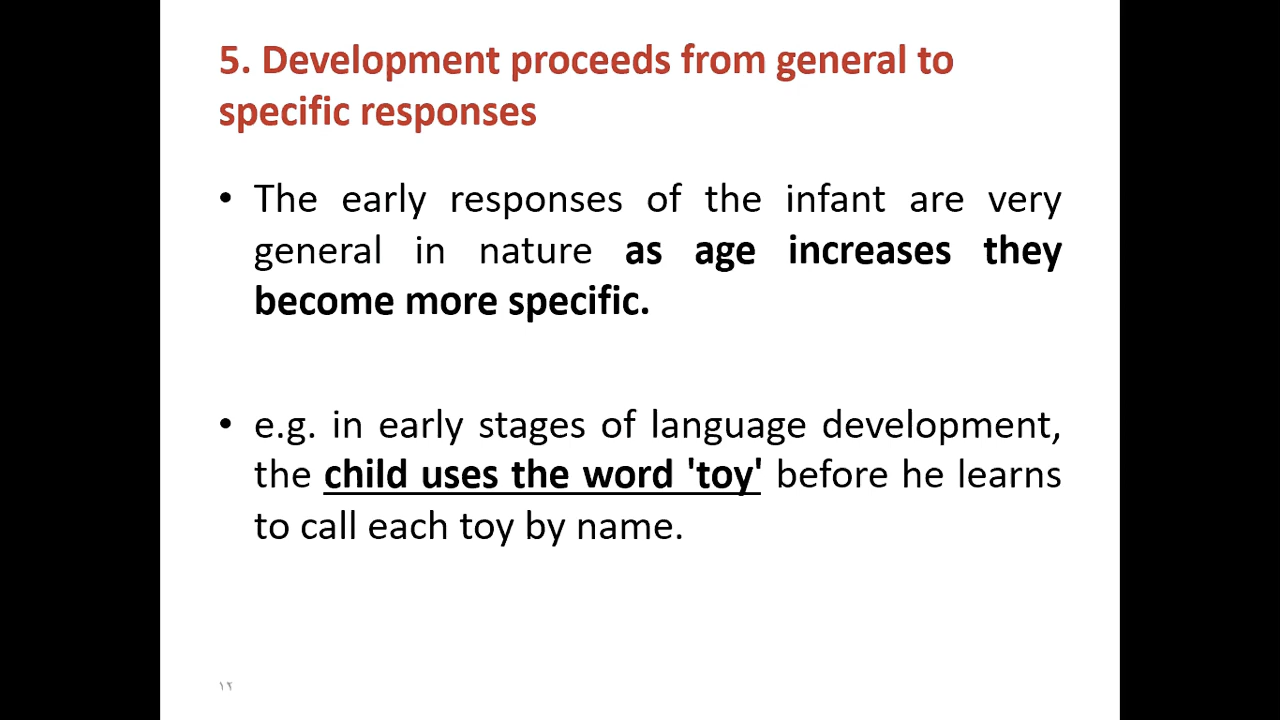 5. Development proceeds from general to
specific responses
• The early responses of the infant are very
general in nature as age increases they
become more specific.
• e.g. in early stages of language development,
the child uses the word 'toy' before he learns
to call each toy by name.
١٢